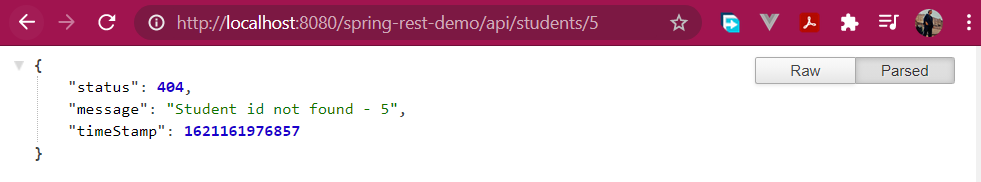 http://localhost:8080/spring-rest-demo/api/students/5
Raw Parsed
{
"status": 404,
"message": "Student id not found - 5",
"timeStamp": 1621161976857
}